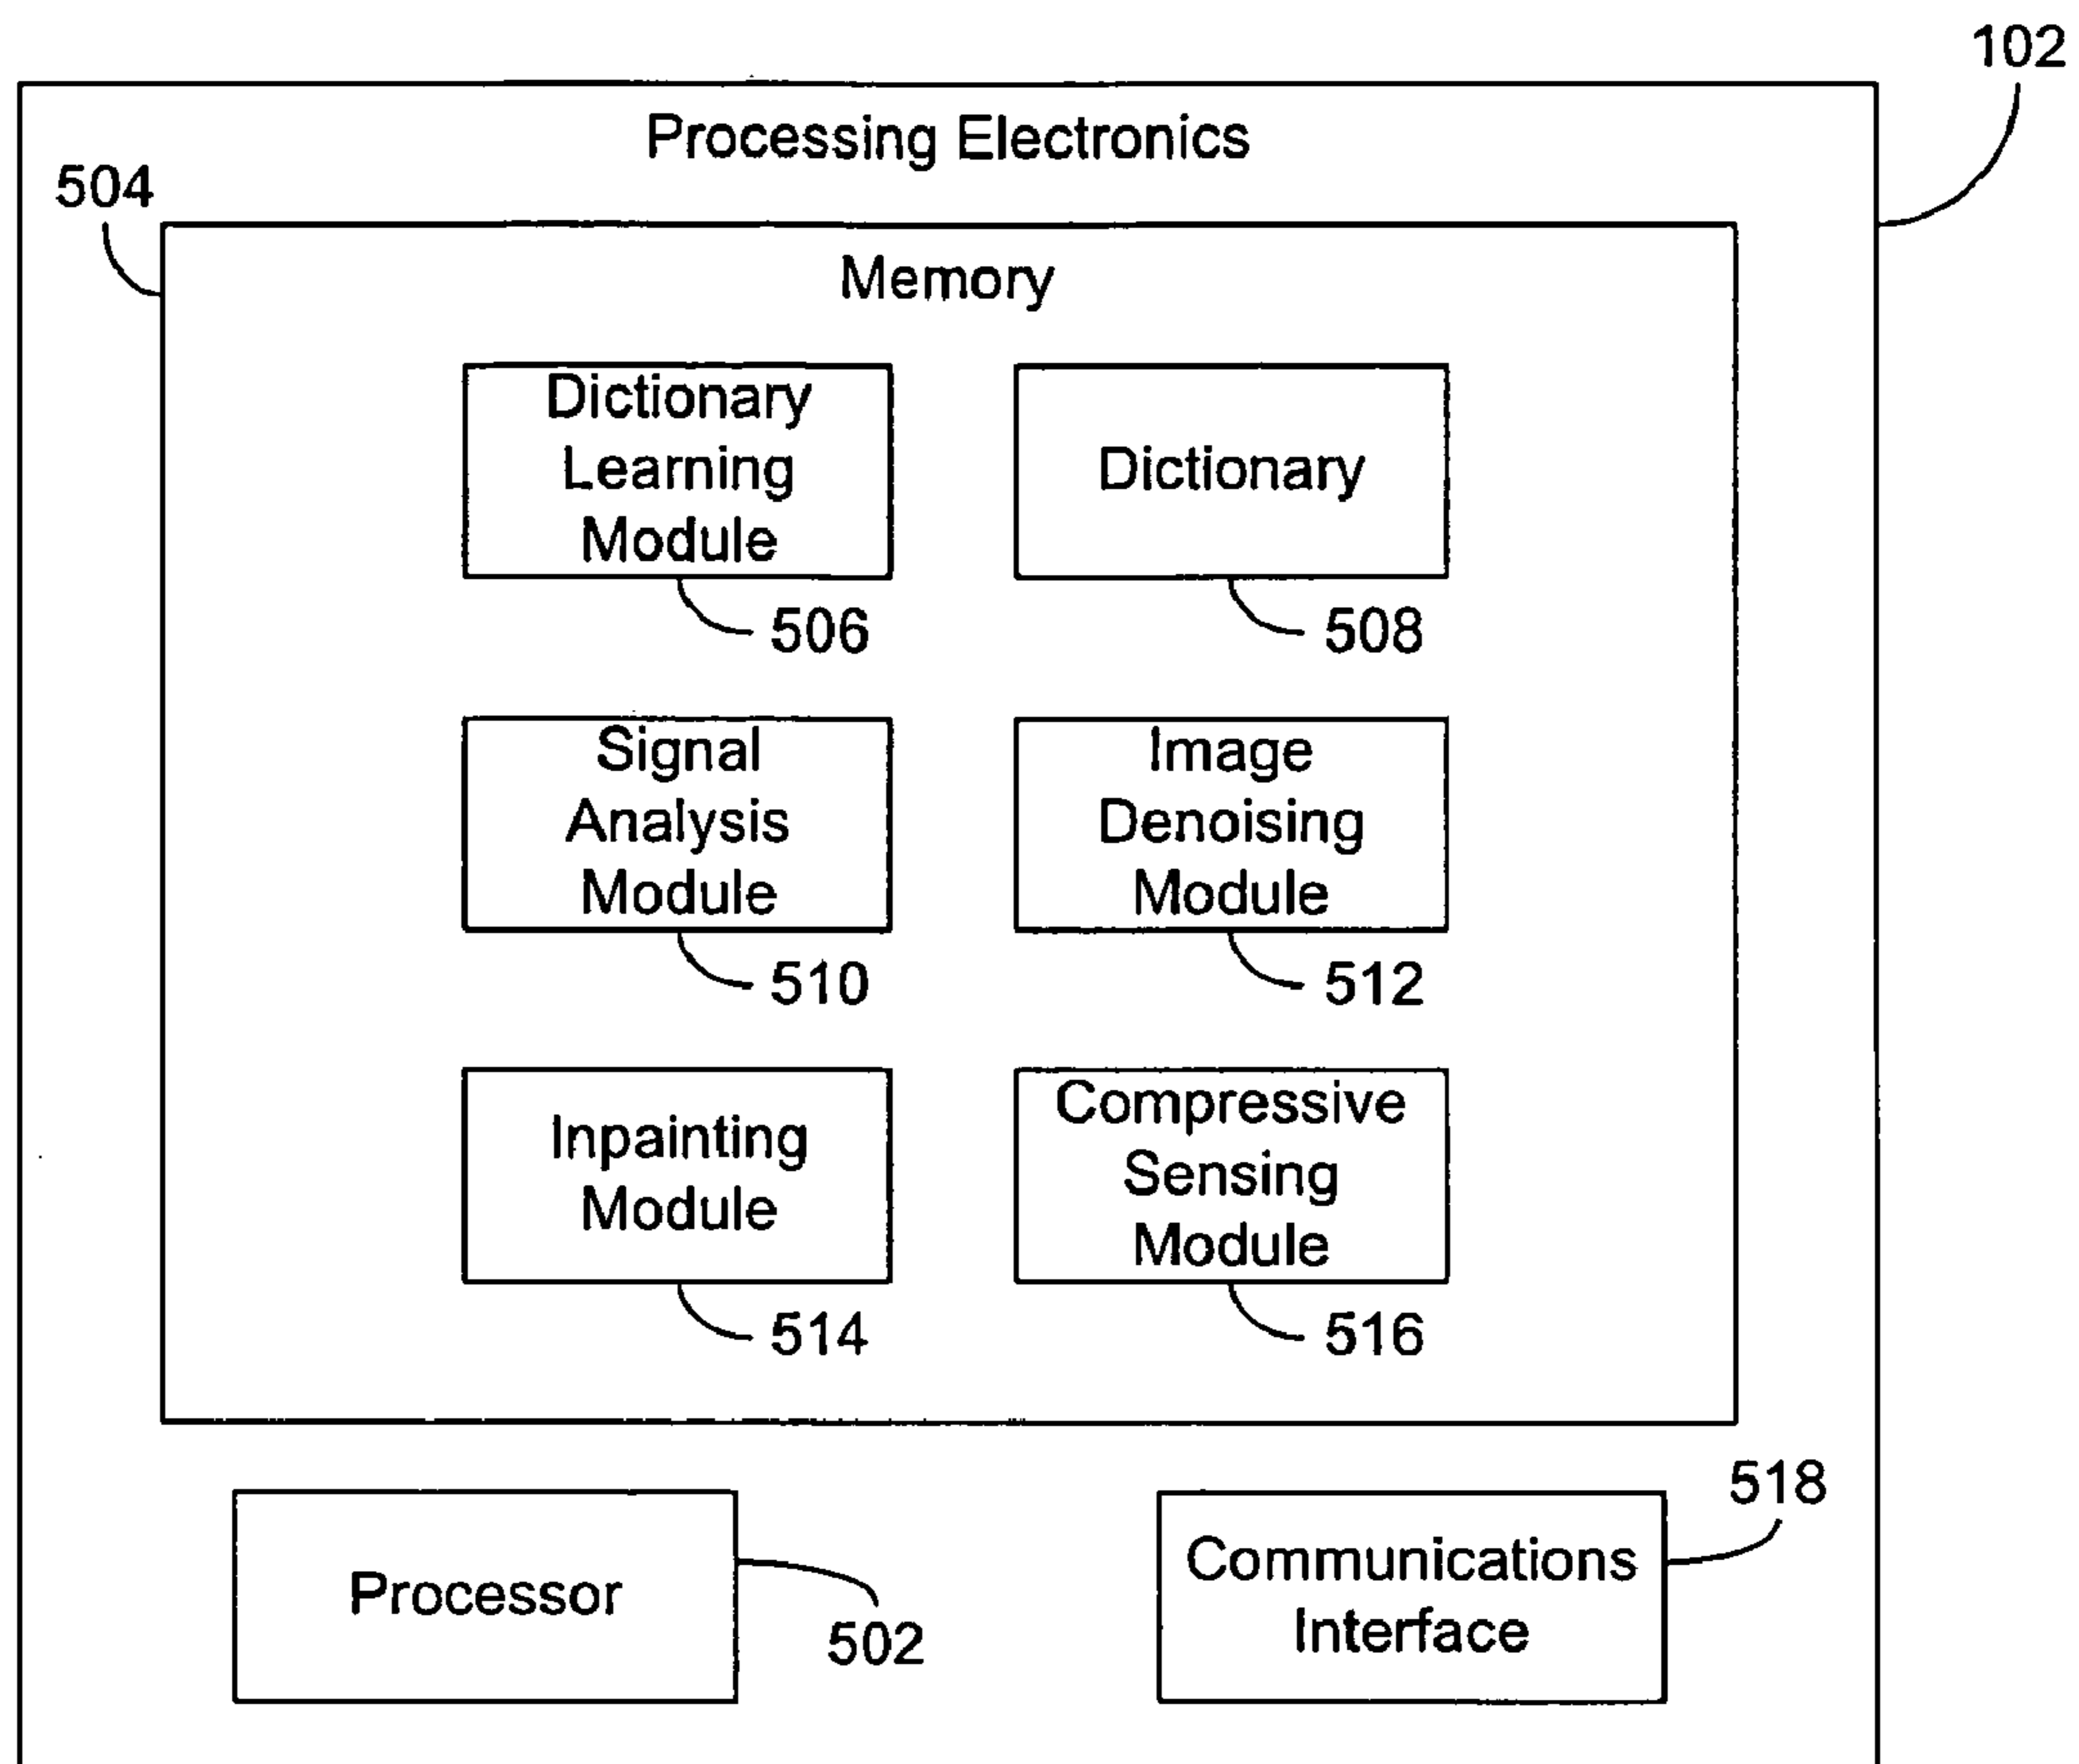 102
Processing Electronics
504
Memory
Dictionary
Learning
Module
506
Dictionary
508
Signal
Analysis
Module
510
Image
Denoising
Module
512
Inpainting
Module
514
Compressive
Sensing
Module
516
Processor
502
518
Communications
Interface